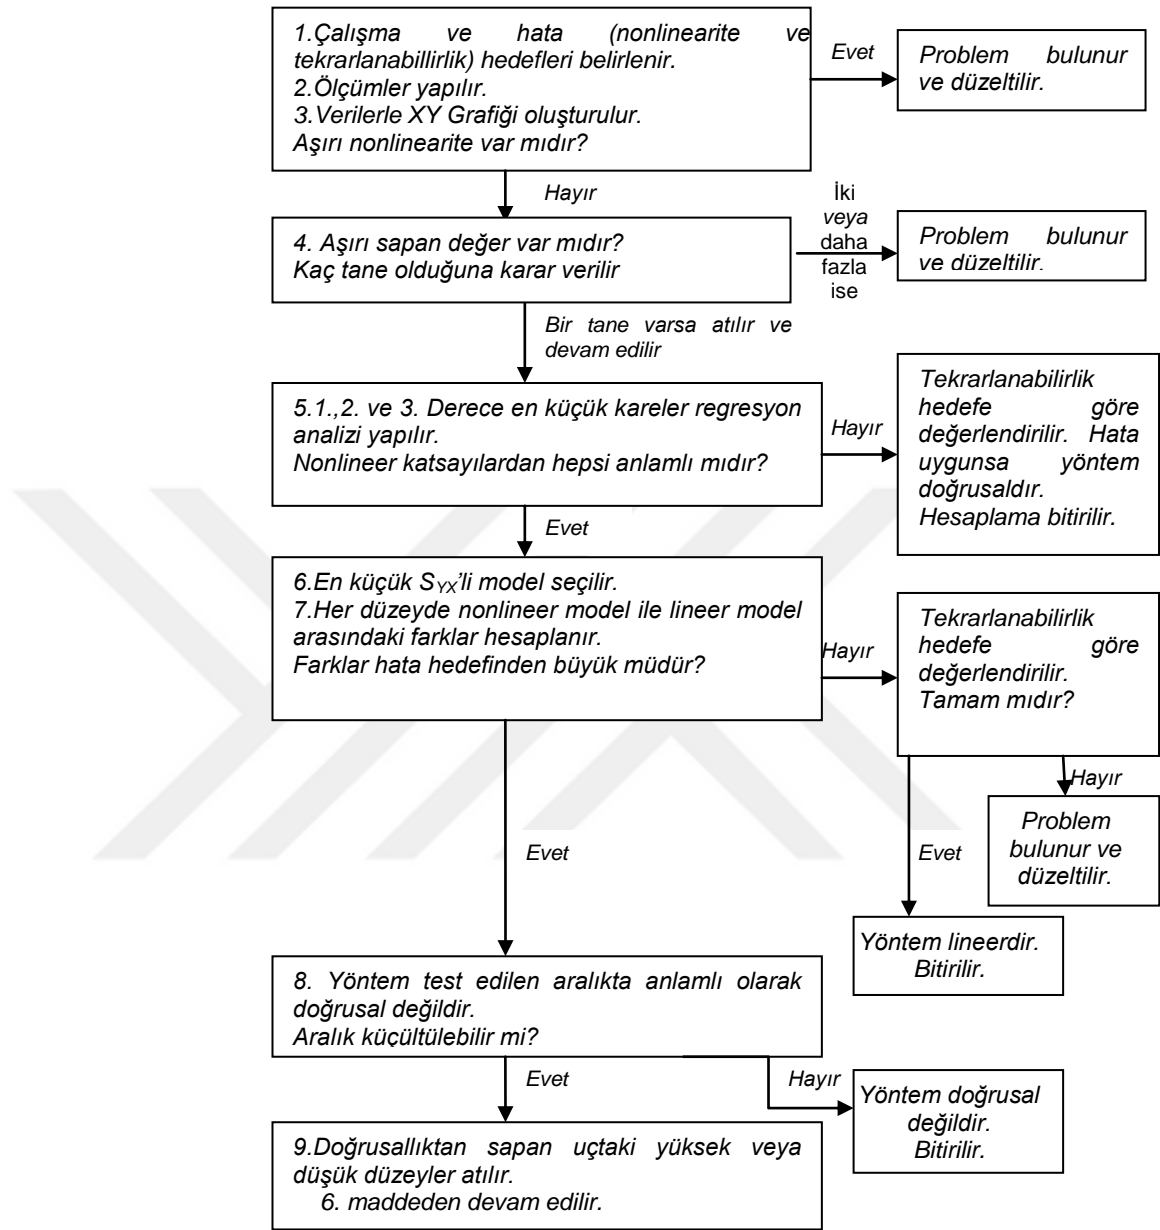 1.Çalışma ve hata (nonlinearite ve
tekrarlanabillirlik) hedefleri belirlenir.
2.Ölçümler yapılır.
3.Verilerle XY Grafiği oluşturulur.
Aşırı nonlinearite var mıdır?
Evet
Problem bulunur
ve düzeltilir.
Hayır
4. Aşırı sapan değer var mıdır?
Kaç tane olduğuna karar verilir
İki
veya
daha
fazla
ise
Problem bulunur
ve düzeltilir.
Bir tane varsa atılır ve
devam edilir
5.1.,2. ve 3. Derece en küçük kareler regresyon
analizi yapılır.
Nonlineer katsayılardan hepsi anlamlı mıdır?
Hayır
Tekrarlanabilirlik
hedefe göre
değerlendirilir. Hata
uygunsa yöntem
doğrusaldır.
Hesaplama bitirilir.
Evet
6.En küçük SYX'li model seçilir.
7.Her düzeyde nonlineer model ile lineer model
arasındaki farklar hesaplanır.
Farklar hata hedefinden büyük müdür?
Hayır
Tekrarlanabilirlik
hedefe göre
değerlendirilir.
Tamam mıdır?
Hayır
Problem
bulunur ve
düzeltilir.
Evet
Yöntem lineerdir.
Bitirilir.
Evet
8. Yöntem test edilen aralıkta anlamlı olarak
doğrusal değildir.
Aralık küçültülebilir mi?
Evet
Hayır
Yöntem doğrusal
değildir.
Bitirilir.
9.Doğrusallıktan sapan uçtaki yüksek veya
düşük düzeyler atılır.
6. maddeden devam edilir.